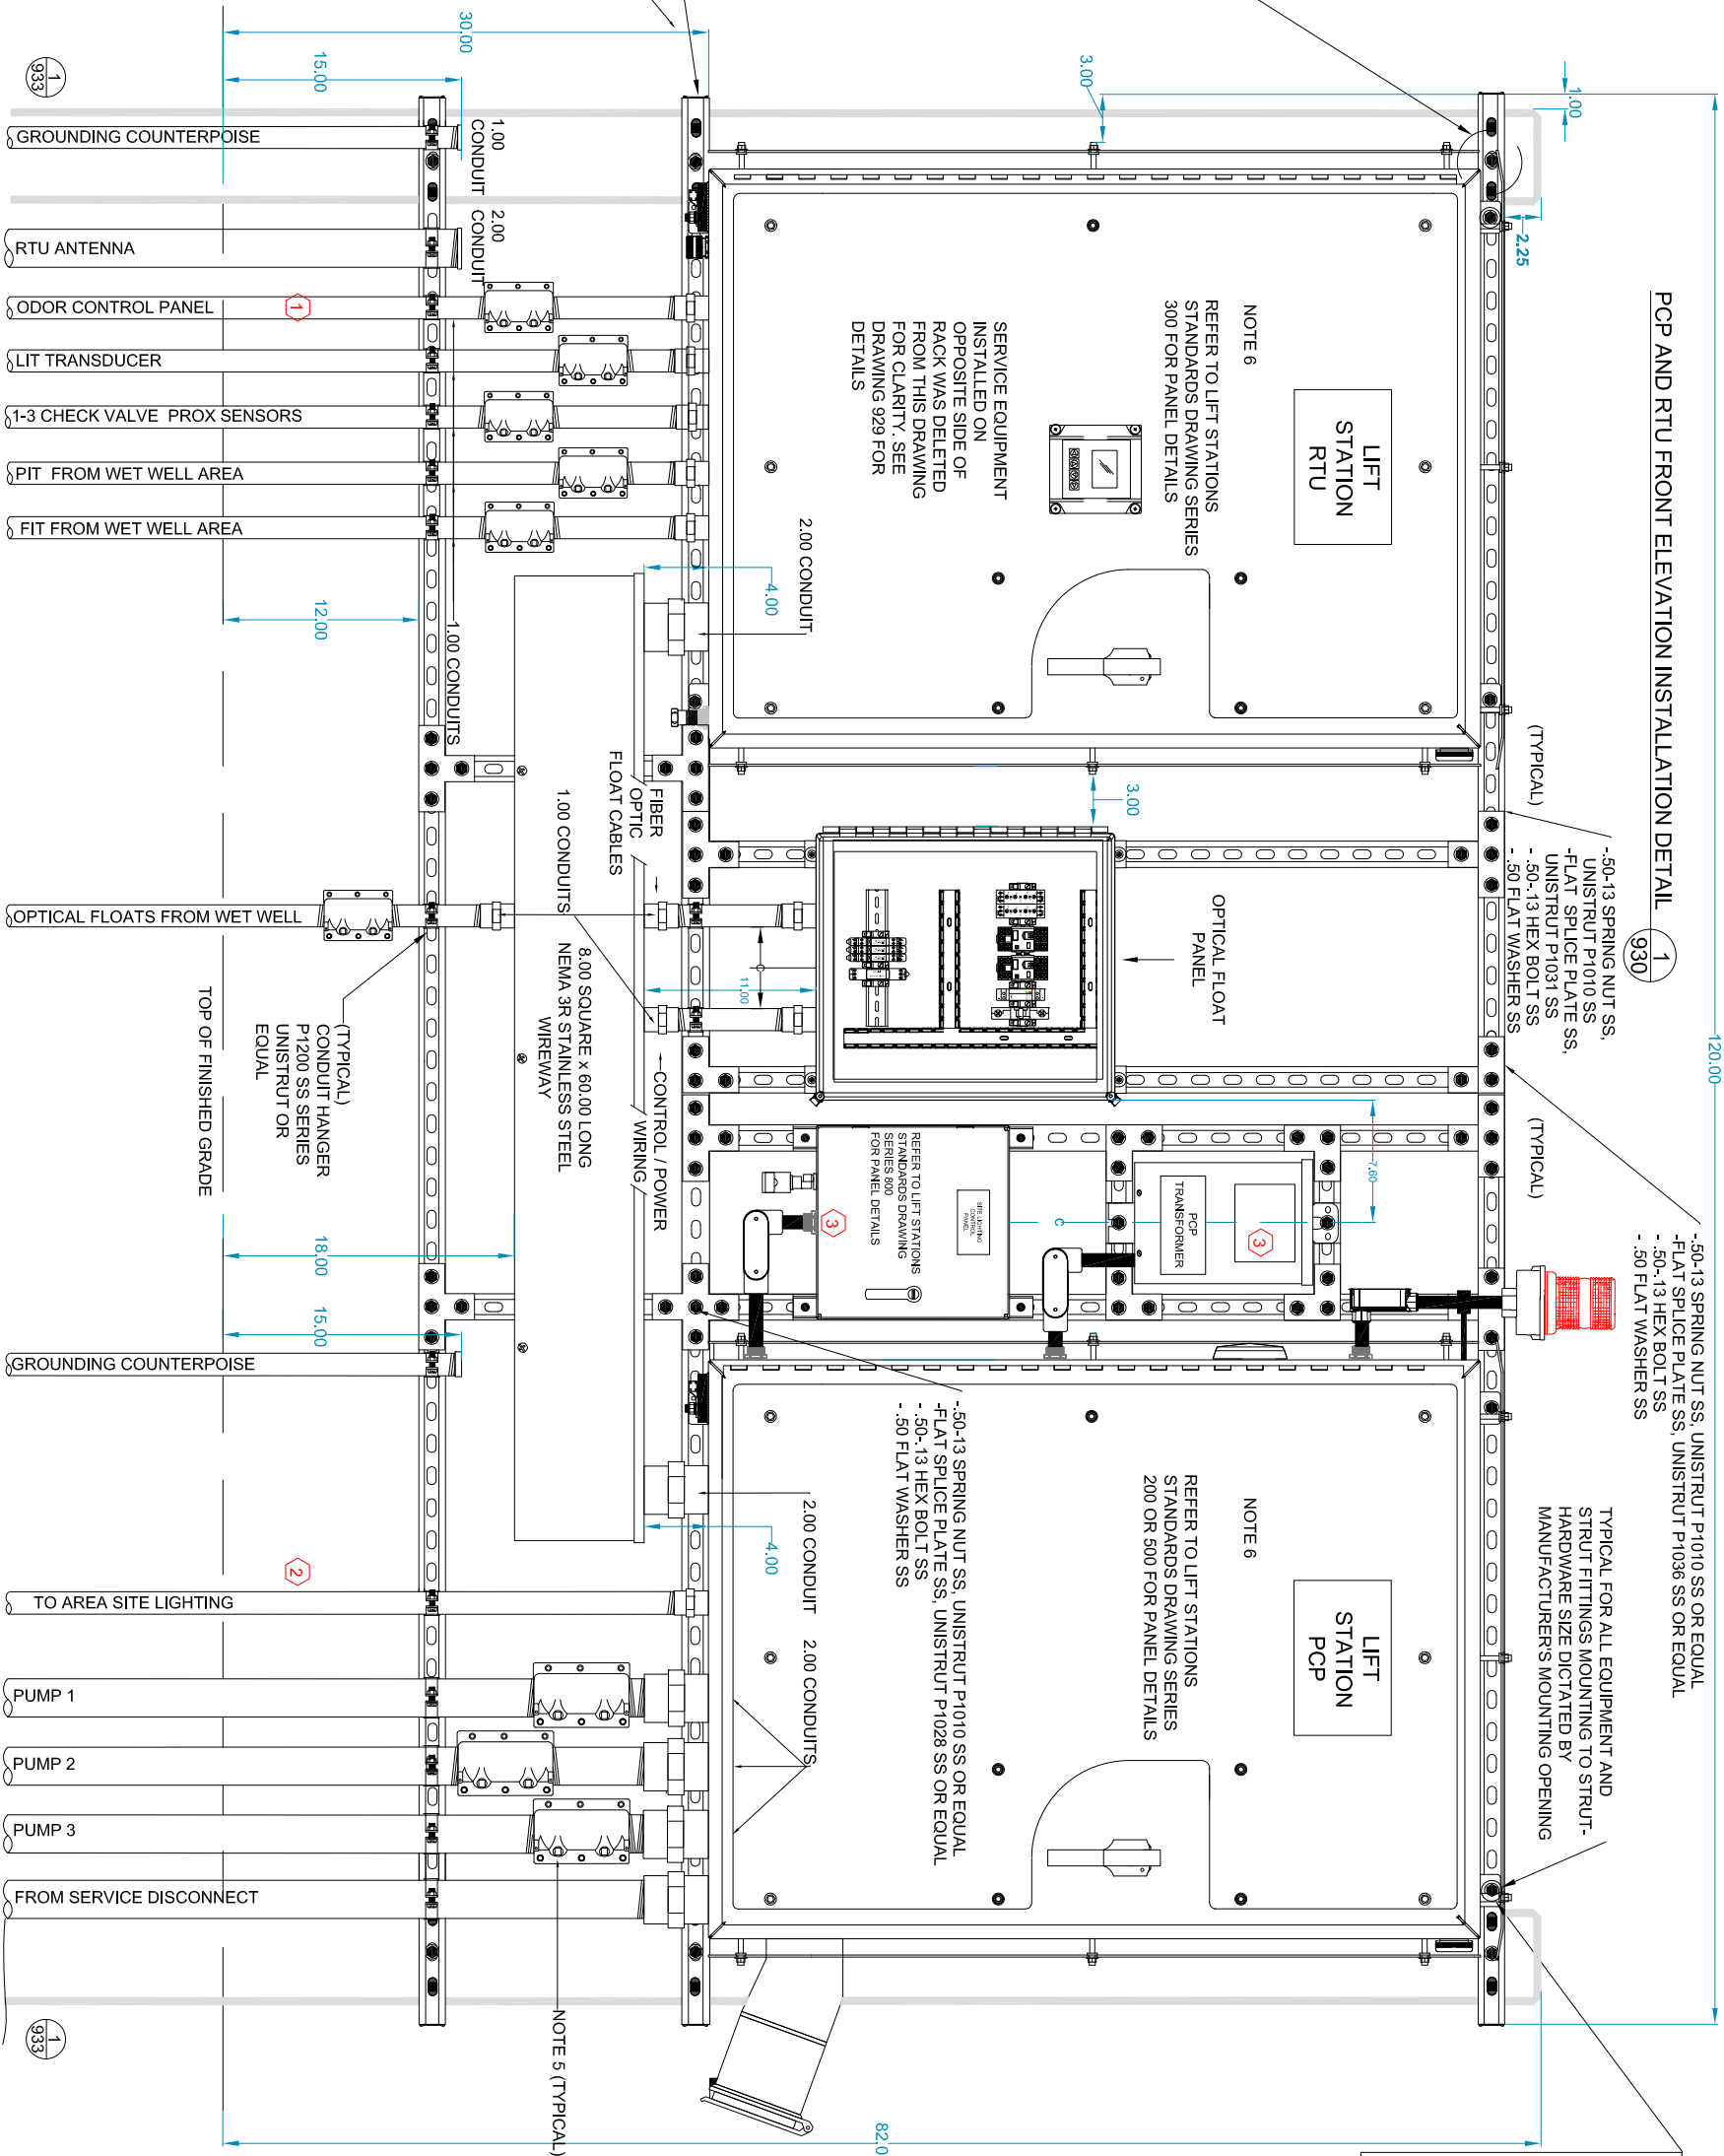 PCP AND RTU FRONT ELEVATION INSTALLATION DETAIL
1
930
120.00
1.00
3.00
2.25
(TYPICAL)
-.50-13 SPRING NUT SS,
UNISTRUT P1010 SS
-FLAT SPLICE PLATE SS,
UNISTRUT P1031 SS
- .50-.13 HEX BOLT SS
- .50 FLAT WASHER SS
(TYPICAL)
-.50-13 SPRING NUT SS, UNISTRUT P1010 SS OR EQUAL
-FLAT SPLICE PLATE SS, UNISTRUT P1036 SS OR EQUAL
- .50-.13 HEX BOLT SS
- .50 FLAT WASHER SS
TYPICAL FOR ALL EQUIPMENT AND
STRUT FITTINGS MOUNTING TO STRUT-
HARDWARE SIZE DICTATED BY
MANUFACTURER'S MOUNTING OPENING
LIFT
STATION
RTU
NOTE 6
REFER TO LIFT STATIONS
STANDARDS DRAWING SERIES
300 FOR PANEL DETAILS
SERVICE EQUIPMENT
INSTALLED ON
OPPOSITE SIDE OF
RACK WAS DELETED
FROM THIS DRAWING
FOR CLARITY. SEE
DRAWING 929 FOR
DETAILS
2.00 CONDUIT
4.00
3.00
OPTICAL FLOAT
PANEL
11.00
7.60
PCP
TRANSFORMER
3
C
SITE LIGHTING
CONTROL
PANEL
REFER TO LIFT STATIONS
STANDARDS DRAWING
SERIES 800
FOR PANEL DETAILS
3
LIFT
STATION
PCP
NOTE 6
REFER TO LIFT STATIONS
STANDARDS DRAWING SERIES
200 OR 500 FOR PANEL DETAILS
-.50-13 SPRING NUT SS, UNISTRUT P1010 SS OR EQUAL
-FLAT SPLICE PLATE SS, UNISTRUT P1028 SS OR EQUAL
- .50-.13 HEX BOLT SS
- .50 FLAT WASHER SS
2.00 CONDUIT
2.00 CONDUITS
4.00
FIBER
OPTIC
FLOAT CABLES
CONTROL / POWER
WIRING
1.00 CONDUITS
8.00 SQUARE x 60.00 LONG
NEMA 3R STAINLESS STEEL
WIREWAY
30.00
15.00
1.00
CONDUIT
2.00
CONDUIT
1.00 CONDUITS
12.00
(TYPICAL)
CONDUIT HANGER
P1200 SS SERIES
UNISTRUT OR
EQUAL
TOP OF FINISHED GRADE
18.00
15.00
NOTE 5 (TYPICAL)
82.0
1
933
GROUNDING COUNTERPOISE
RTU ANTENNA
ODOR CONTROL PANEL
1
LIT TRANSDUCER
1-3 CHECK VALVE PROX SENSORS
PIT FROM WET WELL AREA
FIT FROM WET WELL AREA
OPTICAL FLOATS FROM WET WELL
GROUNDING COUNTERPOISE
2
TO AREA SITE LIGHTING
PUMP 1
PUMP 2
PUMP 3
FROM SERVICE DISCONNECT
1
933